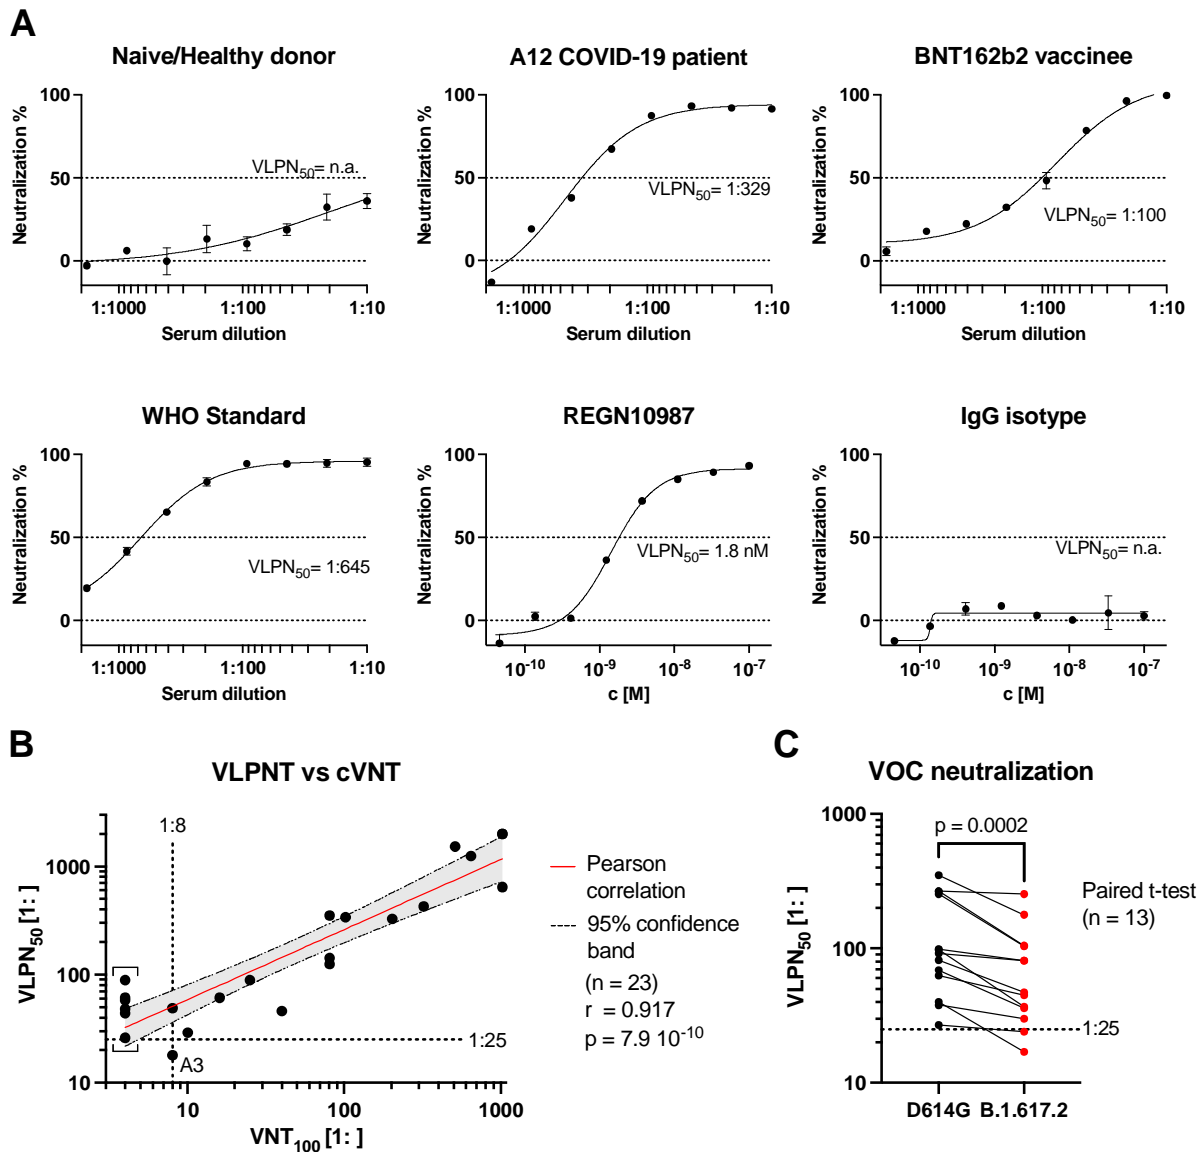 A
Naive/Healthy donor
Neutralization %
100
50
0
VLPN50= n.a.
1:1000
1:100
1:10
Serum dilution
A12 COVID-19 patient
Neutralization %
100
50
0
VLPN50= 1:329
1:1000
1:100
1:10
Serum dilution
BNT162b2 vaccinee
Neutralization %
100
50
0
VLPN50= 1:100
1:1000
1:100
1:10
Serum dilution
WHO Standard
Neutralization %
100
50
0
VLPN50= 1:645
1:1000
1:100
1:10
Serum dilution
REGN10987
Neutralization %
100
50
0
VLPN50= 1.8 nM
10-10
10-9
10-8
10-7
c [M]
IgG isotype
Neutralization %
100
50
0
VLPN50= n.a.
10-10
10-9
10-8
10-7
c [M]
B
VLPNT vs cVNT
VLPN50 [1: ]
1000
100
10
1:8
1:25
A3
10
100
1000
VNT100 [1: ]
Pearson
correlation
95% confidence
band
(n = 23)
r = 0.917
p = 7.9 10-10
C
VOC neutralization
VLPN50 [1: ]
1000
100
10
p = 0.0002
Paired t-test
(n = 13)
1:25
D614G B.1.617.2